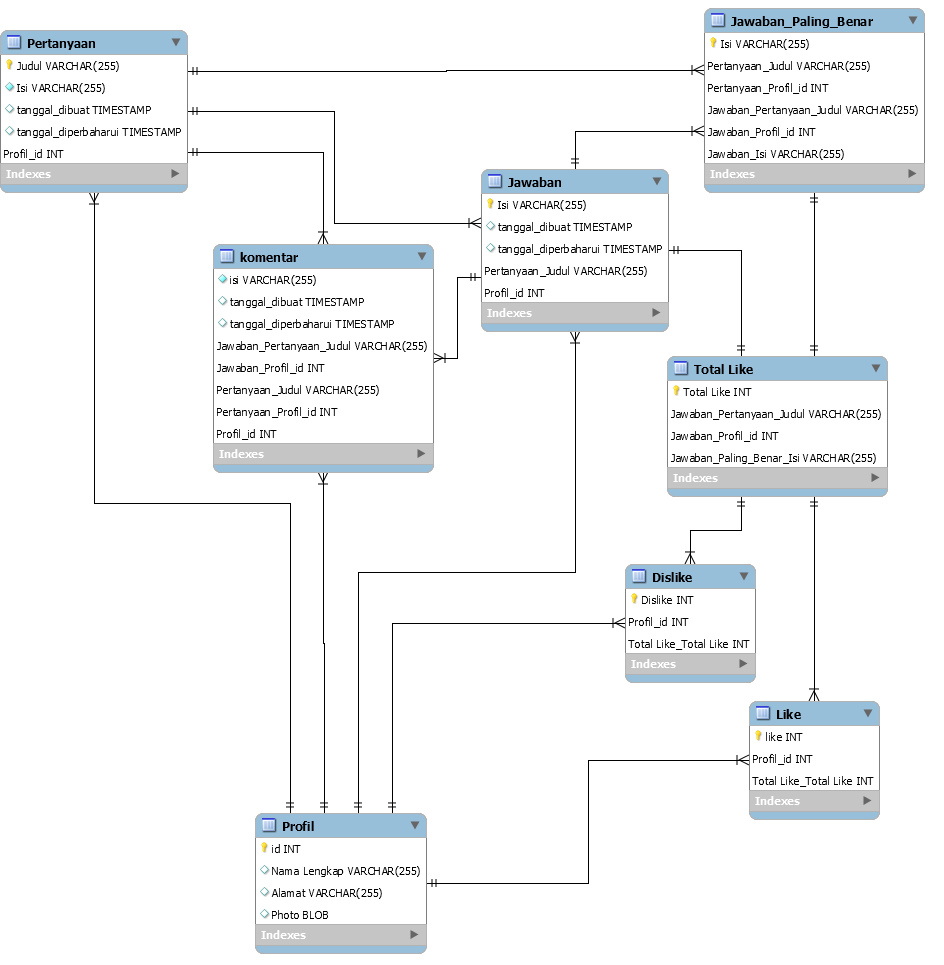 Pertanyaan
Judul VARCHAR(255)
Isi VARCHAR(255)
tanggal_dibuat TIMESTAMP
tanggal_diperbaharui TIMESTAMP
Profil_id INT
Indexes
Jawaban_Paling_Benar
Isi VARCHAR(255)
Pertanyaan_Judul VARCHAR(255)
Pertanyaan_Profil_id INT
Jawaban_Pertanyaan_Judul VARCHAR(255)
Jawaban_Profil_id INT
Jawaban_Isi VARCHAR(255)
Indexes
Jawaban
Isi VARCHAR(255)
tanggal_dibuat TIMESTAMP
tanggal_diperbaharui TIMESTAMP
Pertanyaan_Judul VARCHAR(255)
Profil_id INT
Indexes
komentar
isi VARCHAR(255)
tanggal_dibuat TIMESTAMP
tanggal_diperbaharui TIMESTAMP
Jawaban_Pertanyaan_Judul VARCHAR(255)
Jawaban_Profil_id INT
Pertanyaan_Judul VARCHAR(255)
Pertanyaan_Profil_id INT
Profil_id INT
Indexes
Total Like
Total Like INT
Jawaban_Pertanyaan_Judul VARCHAR(255)
Jawaban_Profil_id INT
Jawaban_Paling_Benar_Isi VARCHAR(255)
Indexes
Dislike
Dislike INT
Profil_id INT
Total Like_Total Like INT
Indexes
Like
like INT
Profil_id INT
Total Like_Total Like INT
Indexes
Profil
id INT
Nama Lengkap VARCHAR(255)
Alamat VARCHAR(255)
Photo BLOB
Indexes